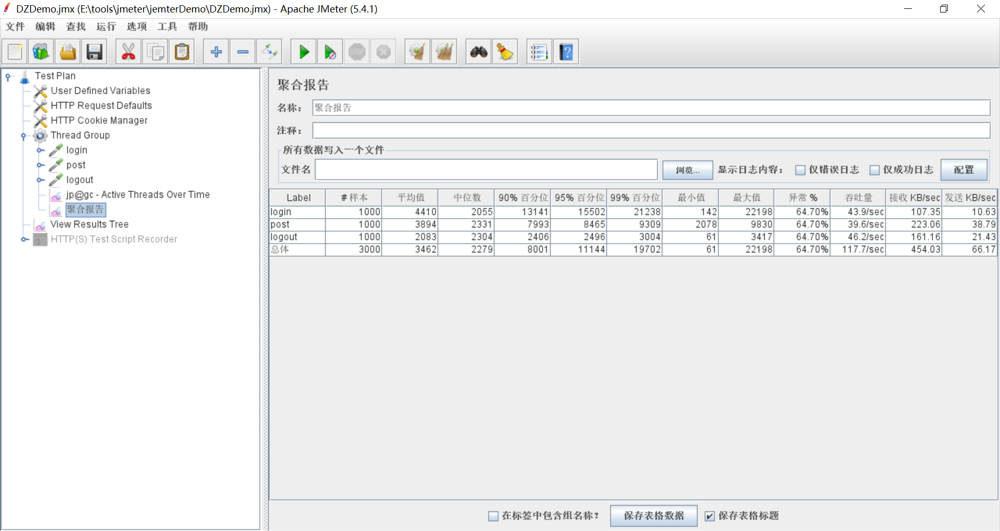 DZDemo.jmx (E:\tools\jmeter\jemterDemo\DZDemo.jmx) - Apache JMeter (5.4.1)
文件 编辑 查找 运行 选项 工具 帮助
STOP
?
Test Plan
User Defined Variables
HTTP Request Defaults
HTTP Cookie Manager
Thread Group
login
post
logout
jp@gc - Active Threads Over Time
聚合报告
View Results Tree
HTTP(S) Test Script Recorder
聚合报告
名称： 聚合报告
注释：
所有数据写入一个文件
文件名 浏览... 显示日志内容： 仅错误日志 仅成功日志 配置
Label # 样本 平均值 中位数 90% 百分位 95% 百分位 99% 百分位 最小值 最大值 异常 % 吞吐量 接收 KB/sec 发送 KB/sec
login 1000 4410 2055 13141 15502 21238 142 22198 64.70% 43.9/sec 107.35 10.63
post 1000 3894 2331 7993 8465 9309 2078 9830 64.70% 39.6/sec 223.06 38.79
logout 1000 2083 2304 2406 2496 3004 61 3417 64.70% 46.2/sec 161.16 21.43
总体 3000 3462 2279 8001 11144 19702 61 22198 64.70% 117.7/sec 454.03 66.17
在标签中包含组名称？ 保存表格数据 保存表格标题